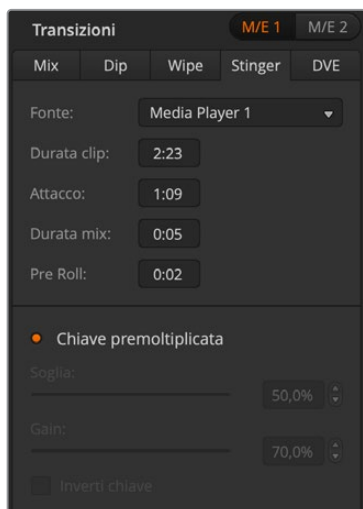 Transizioni M/E 1 M/E 2
Mix Dip Wipe Stinger DVE
Fonte: Media Player 1
Durata clip: 2:23
Attacco: 1:09
Durata mix: 0:05
Pre Roll: 0:02
Chiave premoltiplicata
Soglia:
50,0%
Gain:
70,0%
Inverti chiave